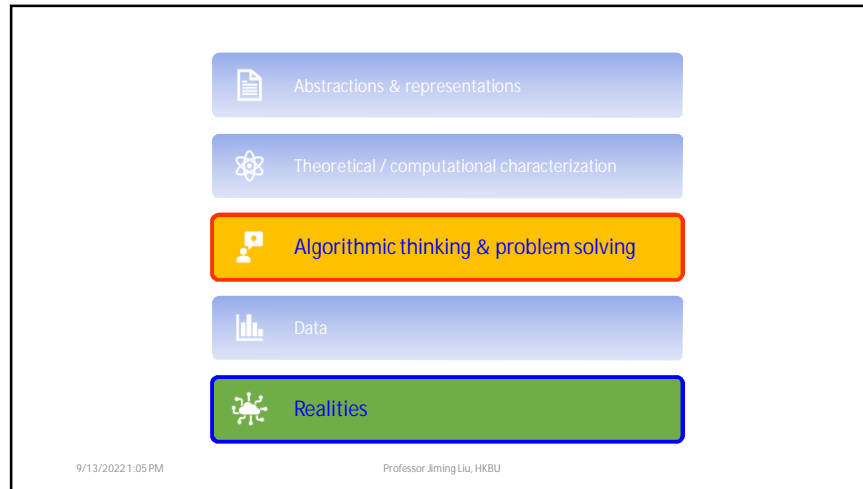 Abstractions & representations
Theoretical / computational characterization
Algorithmic thinking & problem solving
Data
Realities
9/13/2022 1:05 PM
Professor Jiming Liu, HKBU